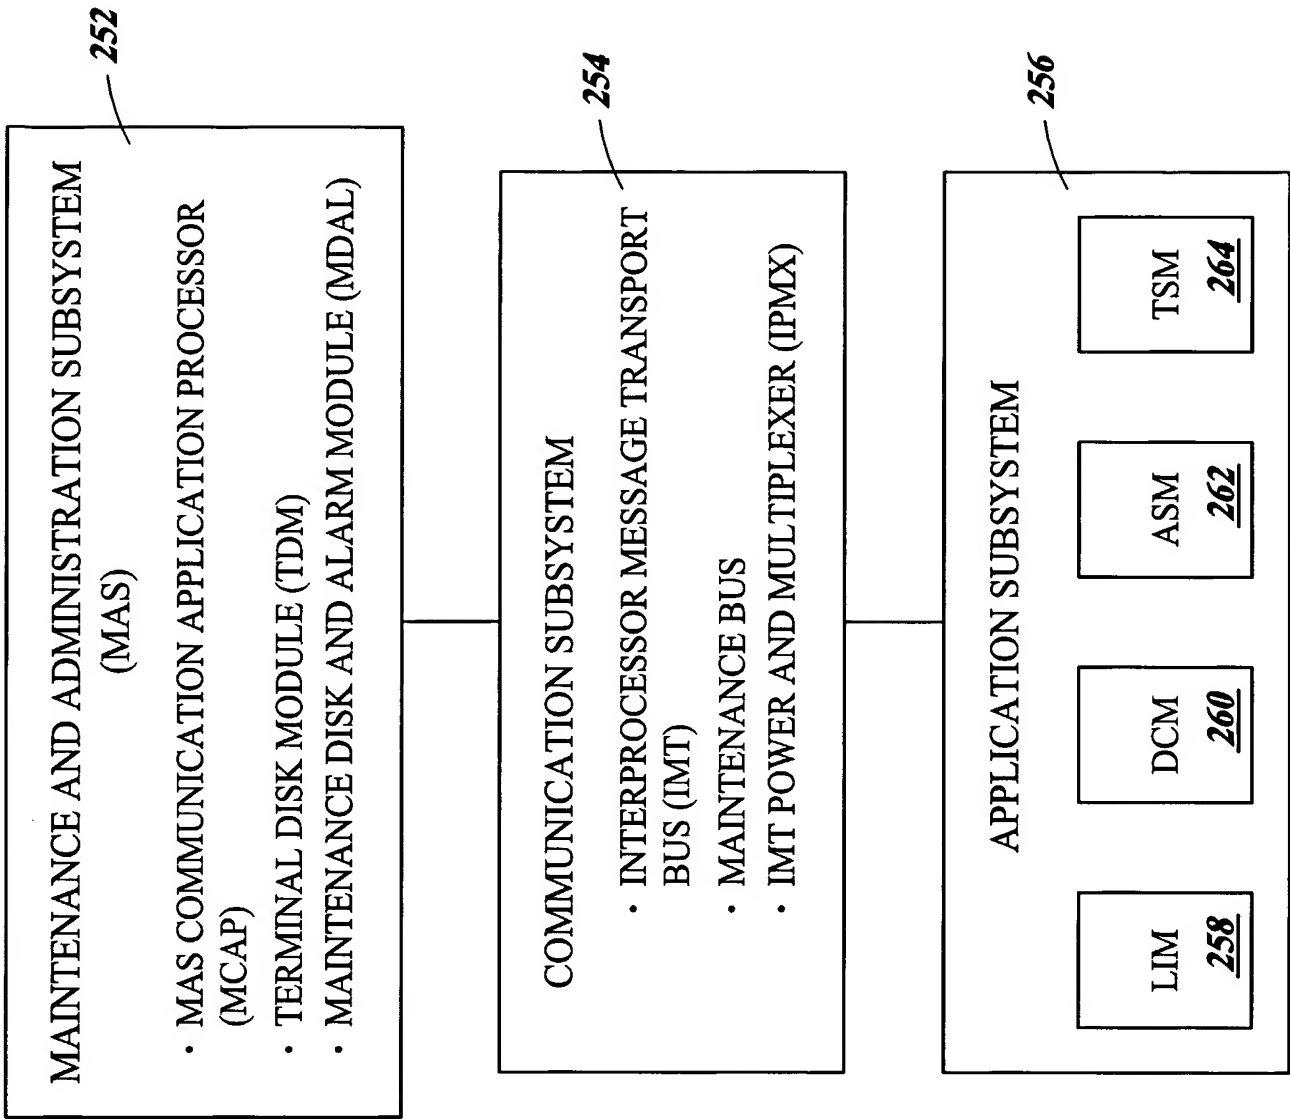 252
MAINTENANCE AND ADMINISTRATION SUBSYSTEM
(MAS)
· MAS COMMUNICATION APPLICATION PROCESSOR
(MCAP)
· TERMINAL DISK MODULE (TDM)
· MAINTENANCE DISK AND ALARM MODULE (MDAL)
254
COMMUNICATION SUBSYSTEM
· INTERPROCESSOR MESSAGE TRANSPORT
BUS (IMT)
· MAINTENANCE BUS
· IMT POWER AND MULTIPLEXER (IPMX)
256
APPLICATION SUBSYSTEM
LIM
258
DCM
260
ASM
262
TSM
264